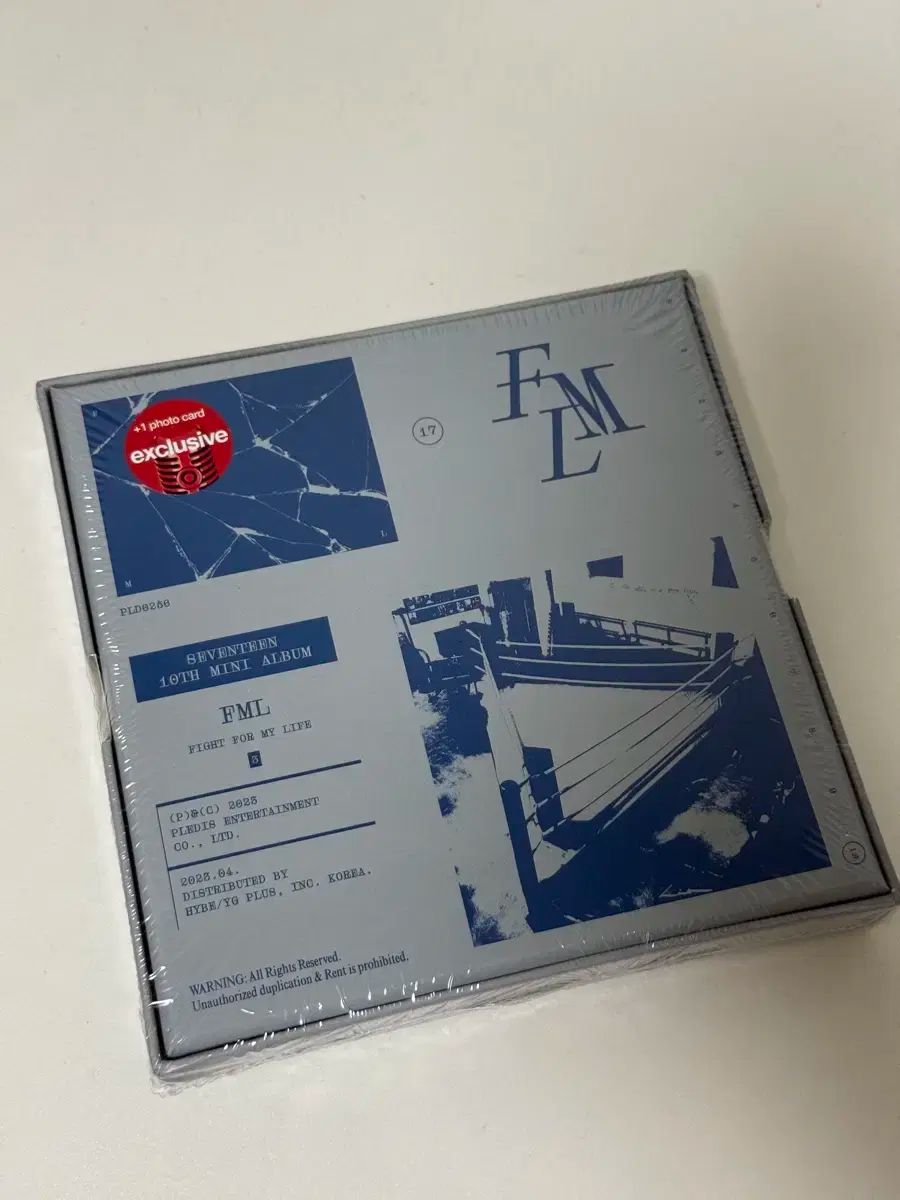 +1 photo card
exclusive
17
FML
M
L
PLD0256
SEVENTEEN
10TH MINI ALBUM
FML
FIGHT FOR MY LIFE
3
(P)&(C) 2023
PLEDIS ENTERTAINMENT
CO., LTD.
2023.04.
DISTRIBUTED BY
HYBE/YG PLUS, INC. KOREA.
WARNING: All Rights Reserved.
Unauthorized duplication & Rent is prohibited.